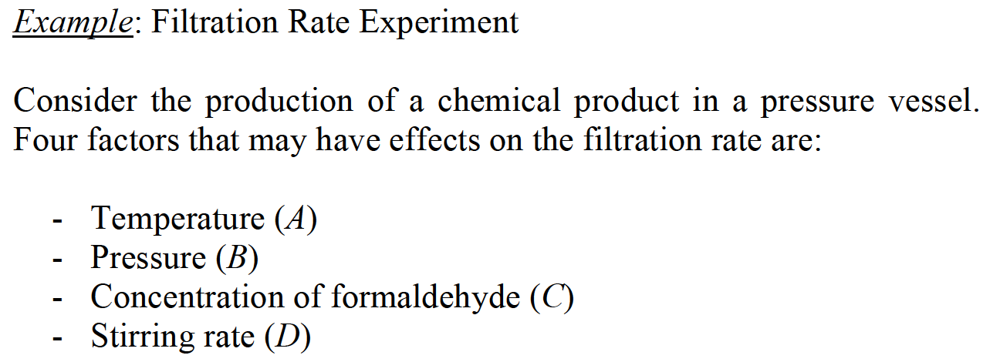 Example: Filtration Rate Experiment
Consider the production of a chemical product in a pressure vessel.
Four factors that may have effects on the filtration rate are:
- Temperature (A)
- Pressure (B)
- Concentration of formaldehyde (C)
- Stirring rate (D)